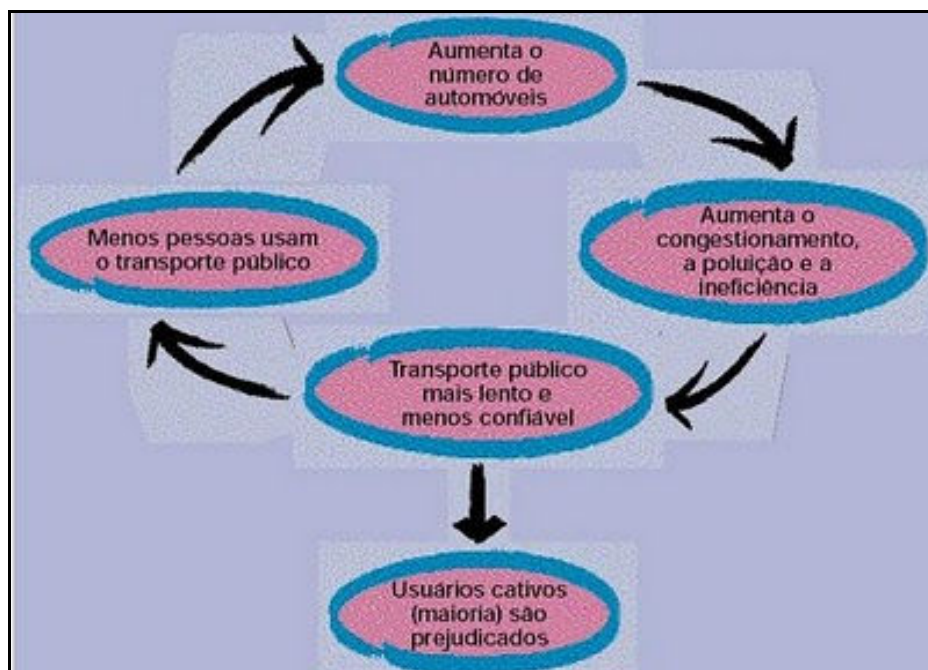 Aumenta o
número de
automóveis
Aumenta o
congestionamento,
a poluição e a
ineficiência
Transporte público
mais lento e
menos confiável
Menos pessoas usam
o transporte público
Usuários cativos
(maioria) são
prejudicados